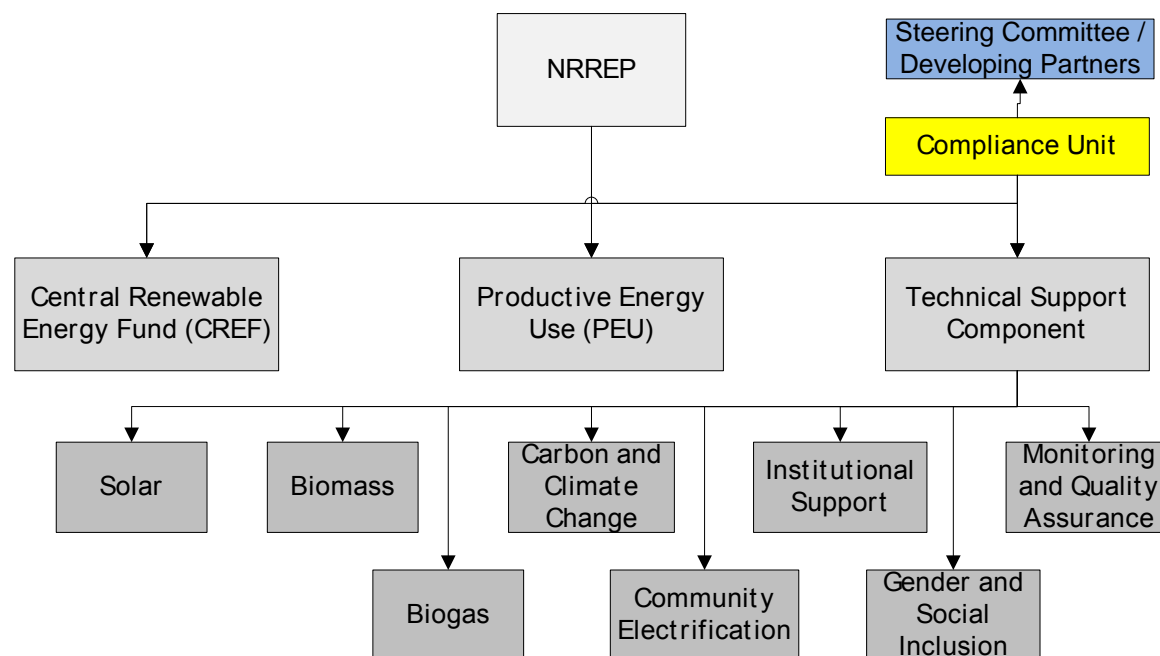 NRREP
Steering Committee /
Developing Partners
Compliance Unit
Central Renewable
Energy Fund (CREF)
Productive Energy
Use (PEU)
Technical Support
Component
Solar
Biomass
Carbon and
Climate
Change
Institutional
Support
Monitoring
and Quality
Assurance
Biogas
Community
Electrification
Gender and
Social
Inclusion